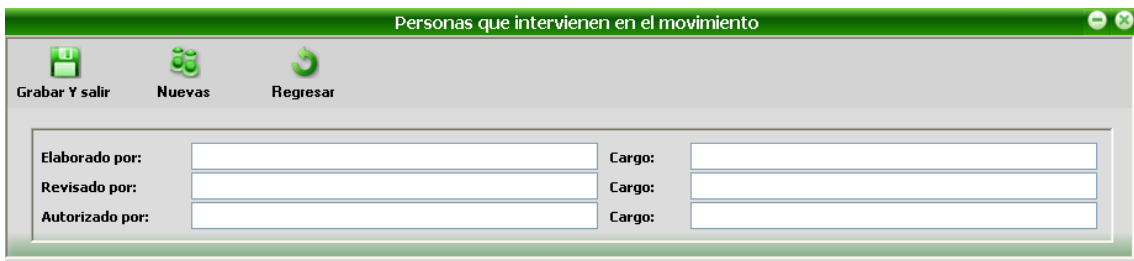 Personas que intervienen en el movimiento
Grabar Y salir Nuevas Regresar
Elaborado por: Cargo:
Revisado por: Cargo:
Autorizado por: Cargo: